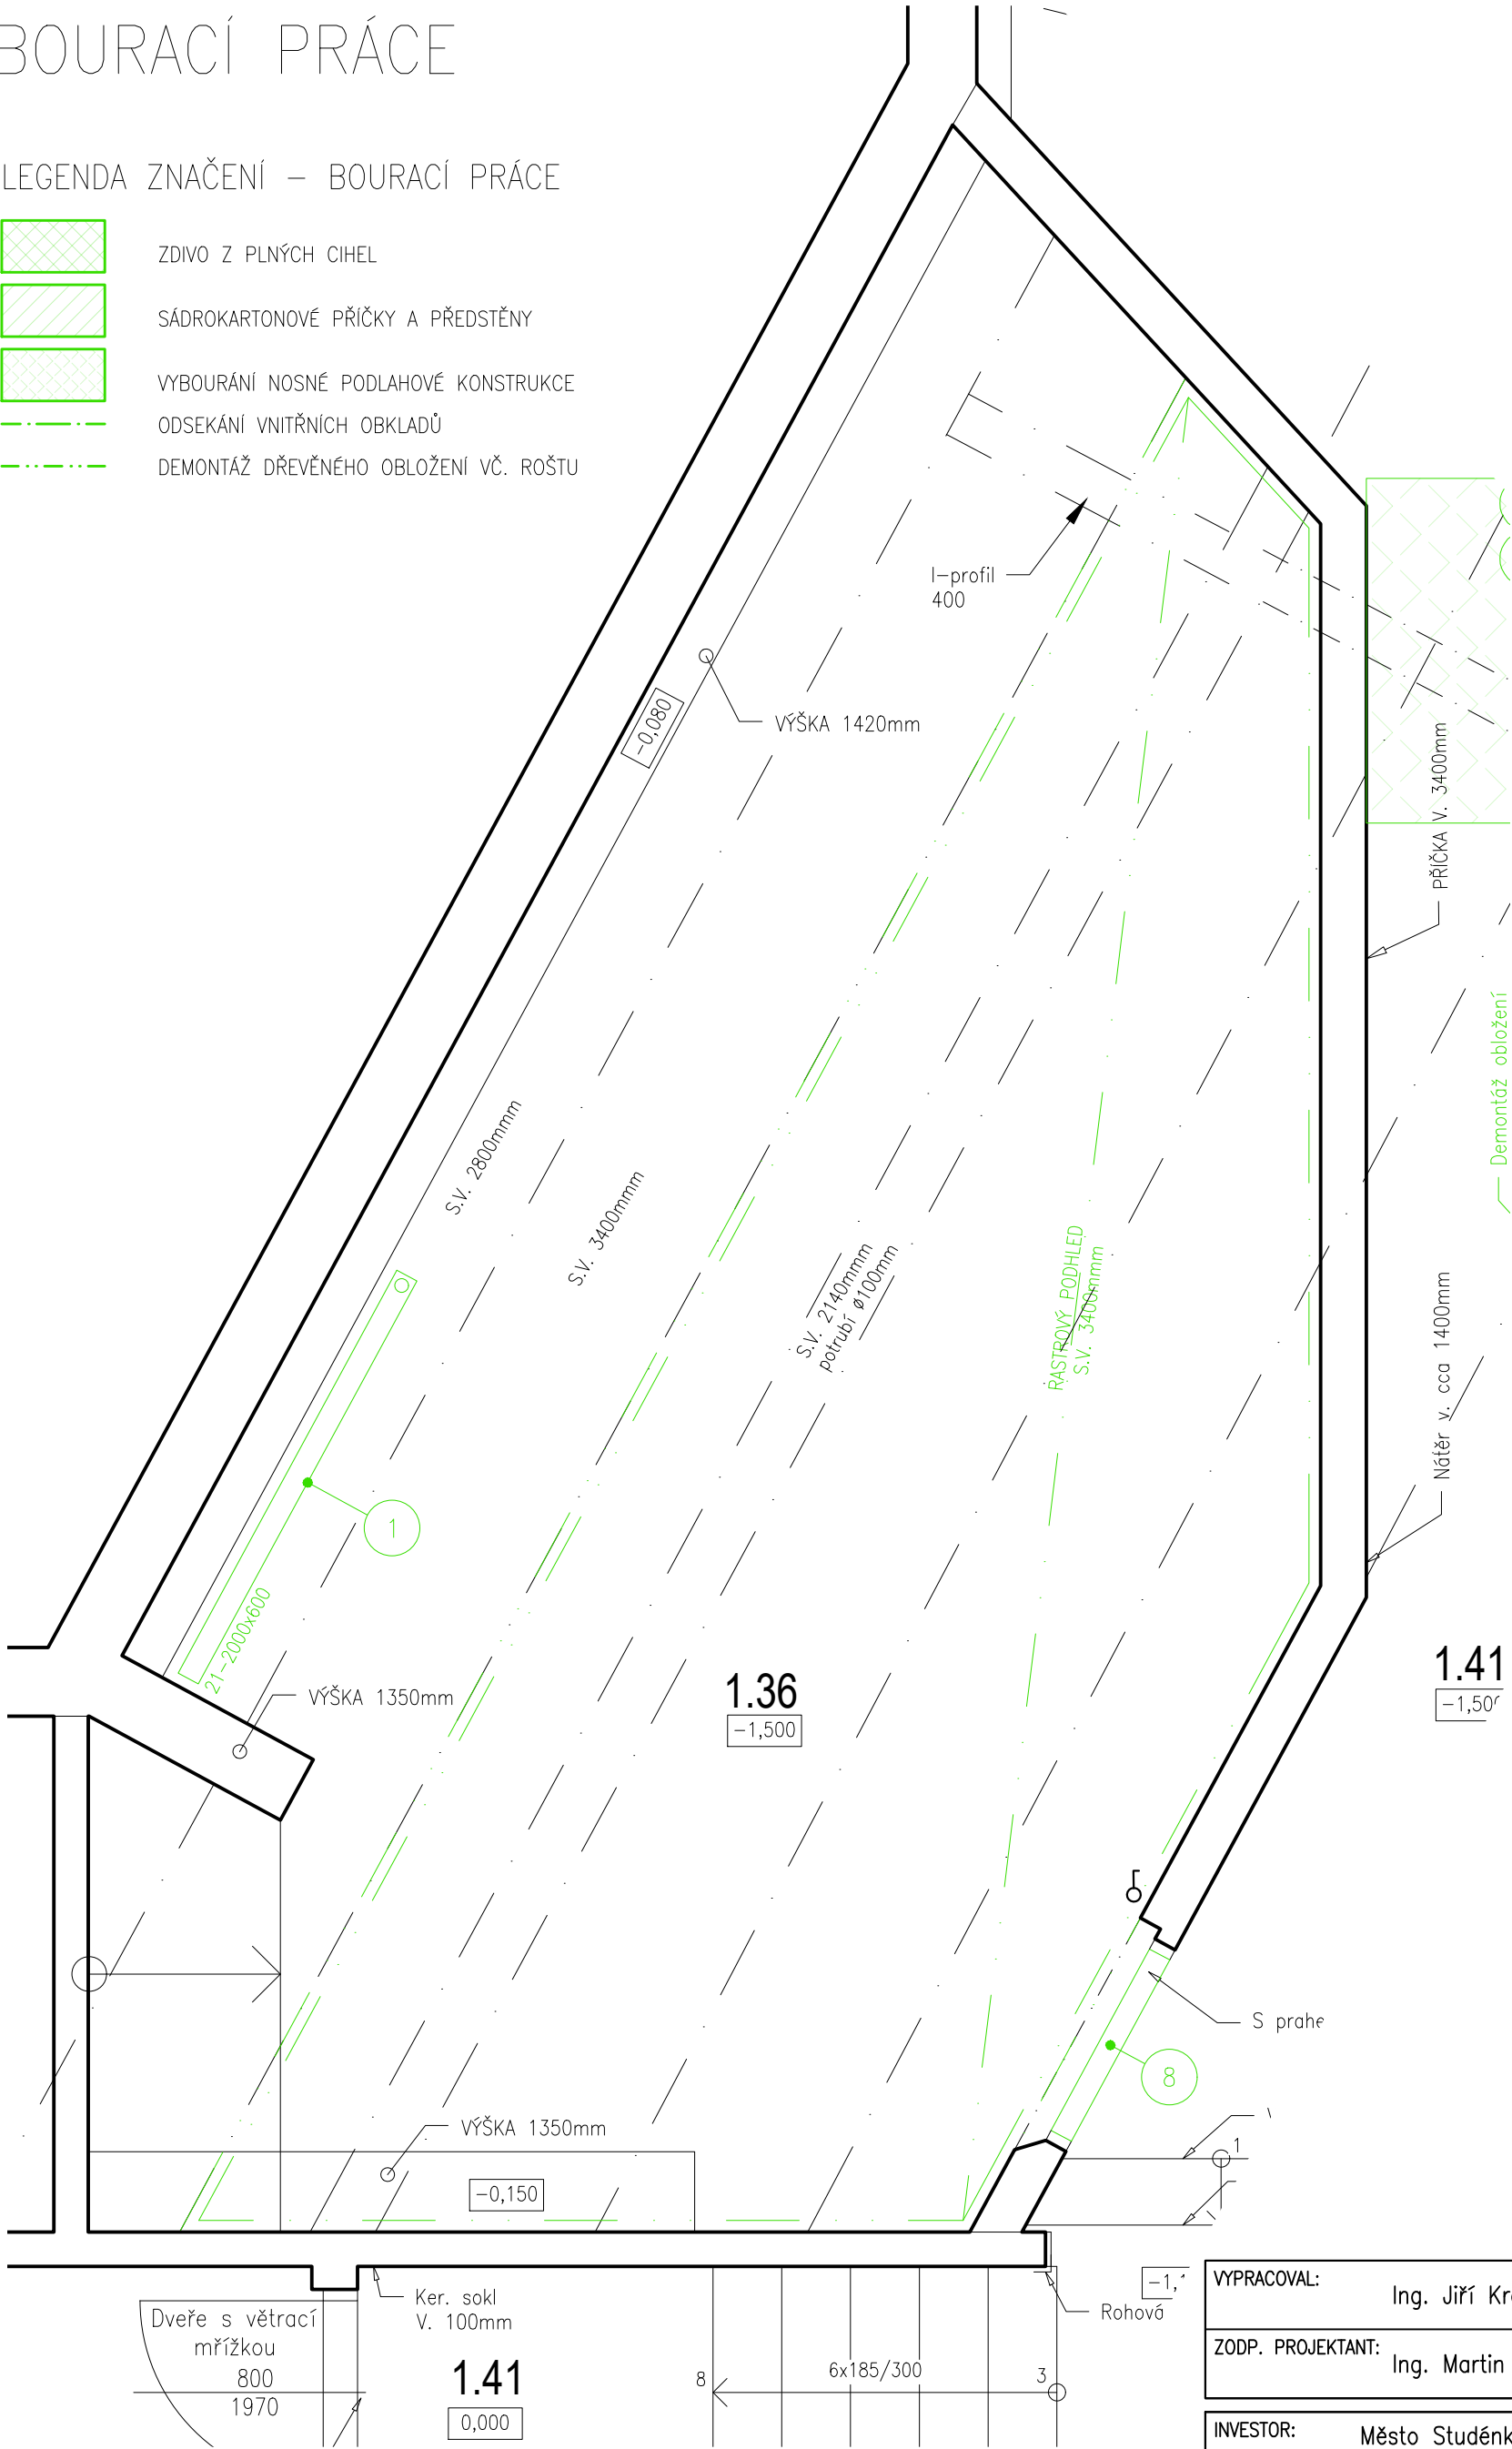 BOURACÍ PRÁCE
LEGENDA ZNAČENÍ – BOURACÍ PRÁCE
ZDIVO Z PLNÝCH CIHEL
SÁDROKARTONOVÉ PŘÍČKY A PŘEDSTĚNY
VYBOURÁNÍ NOSNÉ PODLAHOVÉ KONSTRUKCE
ODSEKÁNÍ VNITŘNÍCH OBKLADŮ
DEMONTÁŽ DŘEVĚNÉHO OBLOŽENÍ VČ. ROŠTU
I–profil
400
-0,080
VÝŠKA 1420mm
PŘÍČKA V. 3400mm
Demontáž obložení
S.V. 2800mmm
S.V. 3400mmm
S.V. 2140mmm
potrubí ø100mm
RASTROVÝ PODHLED
S.V. 3400mmm
Nátěr v. cca 1400mm
1
21-2000x600
VÝŠKA 1350mm
1.36
-1,500
1.41
S
8
VÝŠKA 1350mm
-0,150
1
Ker. sokl
V. 100mm
Rohová
Dveře s větrací
mřížkou
800
1970
1.41
0,000
8
6x185/300
3
VYPRACOVAL:
Ing. Jiří
ZODP. PROJEKTANT:
Ing. Martin
INVESTOR:
Město